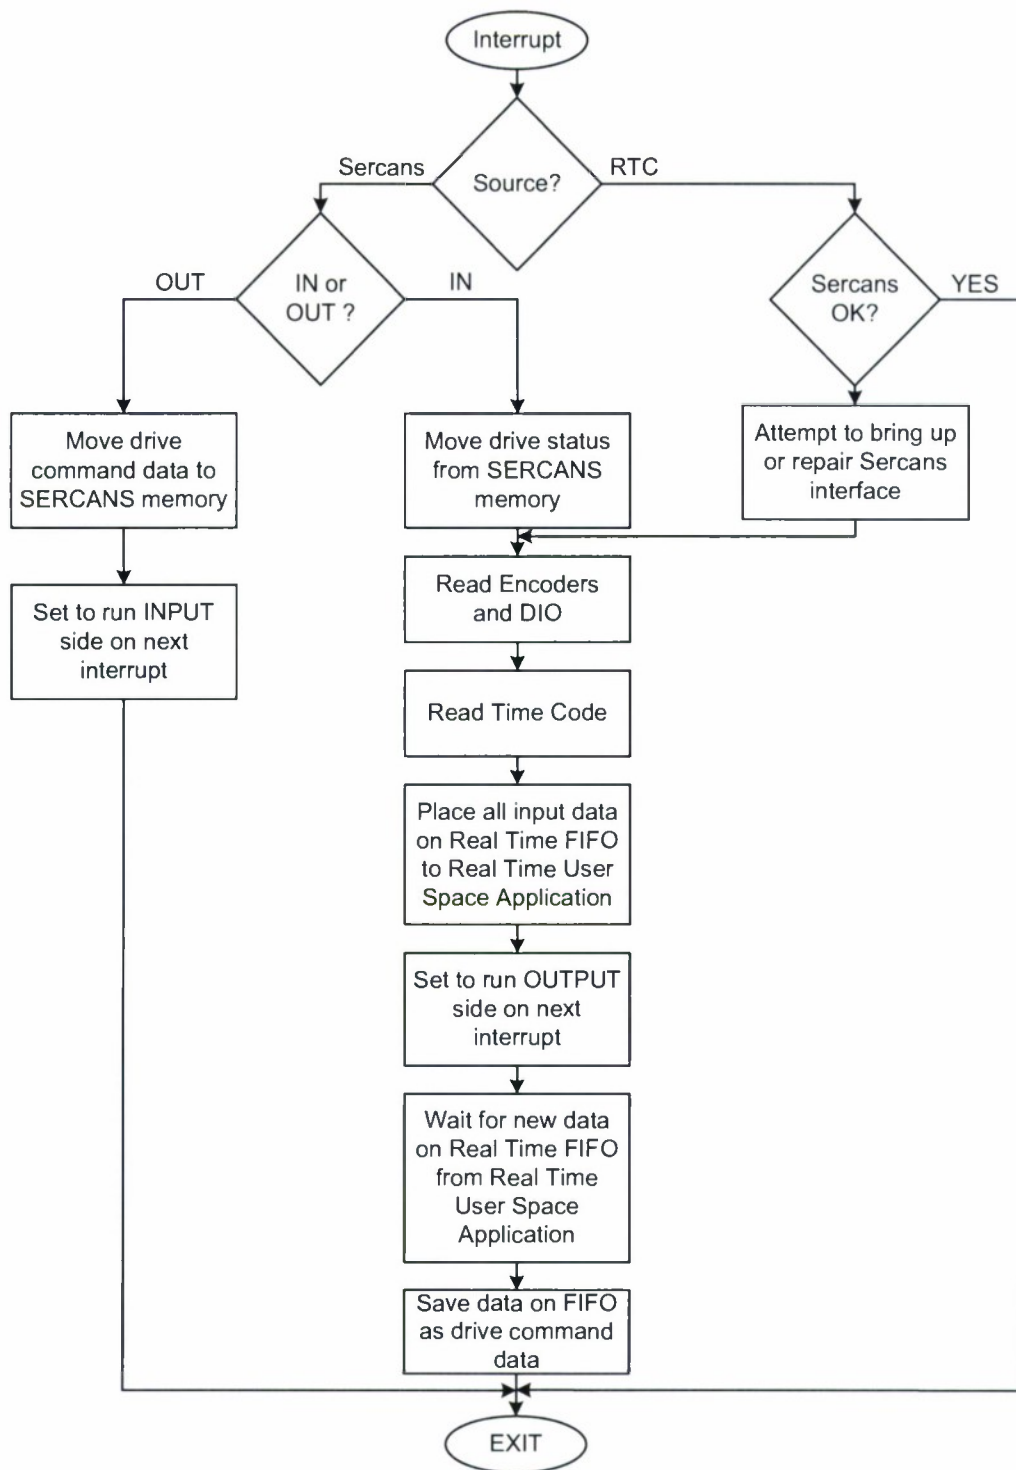 Interrupt
Source?
Sercans
RTC
IN or
OUT ?
OUT
IN
Sercans
OK?
YES
Move drive
command data to
SERCANS memory
Move drive status
from SERCANS
memory
Attempt to bring up
or repair Sercans
interface
Set to run INPUT
side on next
interrupt
Read Encoders
and DIO
Read Time Code
Place all input data
on Real Time FIFO
to Real Time User
Space Application
Set to run OUTPUT
side on next
interrupt
Wait for new data
on Real Time FIFO
from Real Time
User Space
Application
Save data on FIFO
as drive command
data
EXIT